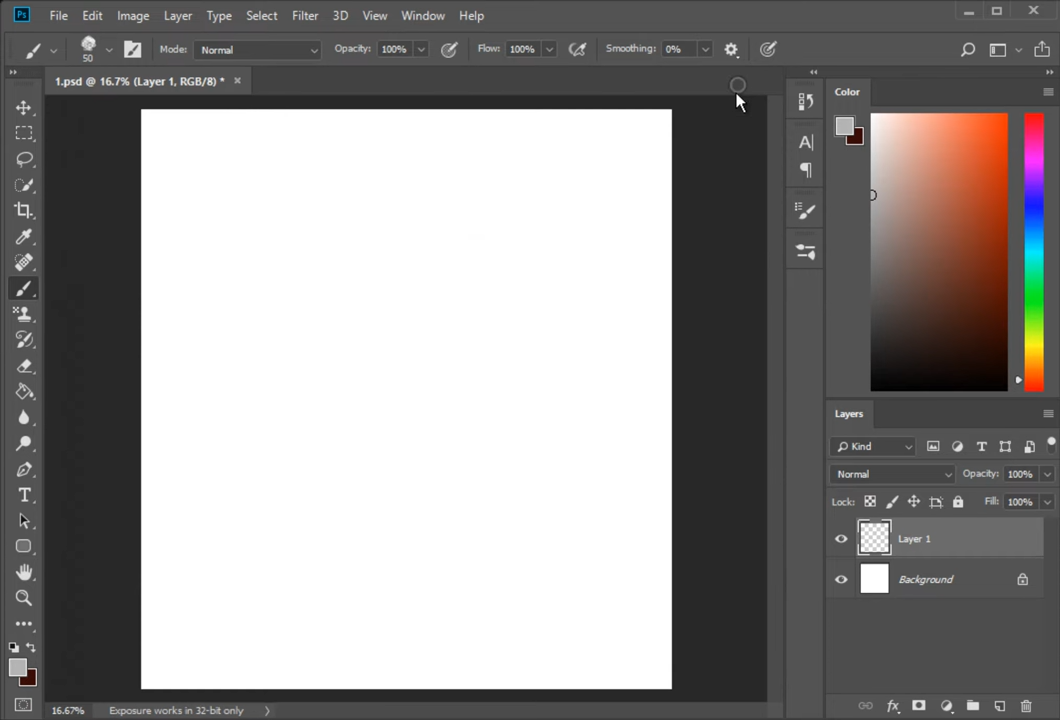 Ps File Edit Image Layer Type Select Filter 3D View Window Help
50 Mode: Normal Opacity: 100% Flow: 100% Smoothing: 0%
1.psd @ 16.7% (Layer 1, RGB/8) * ×
Color
Layers
Kind
Normal Opacity: 100%
Lock: Fill: 100%
Layer 1
Background
16.67% Exposure works in 32-bit only